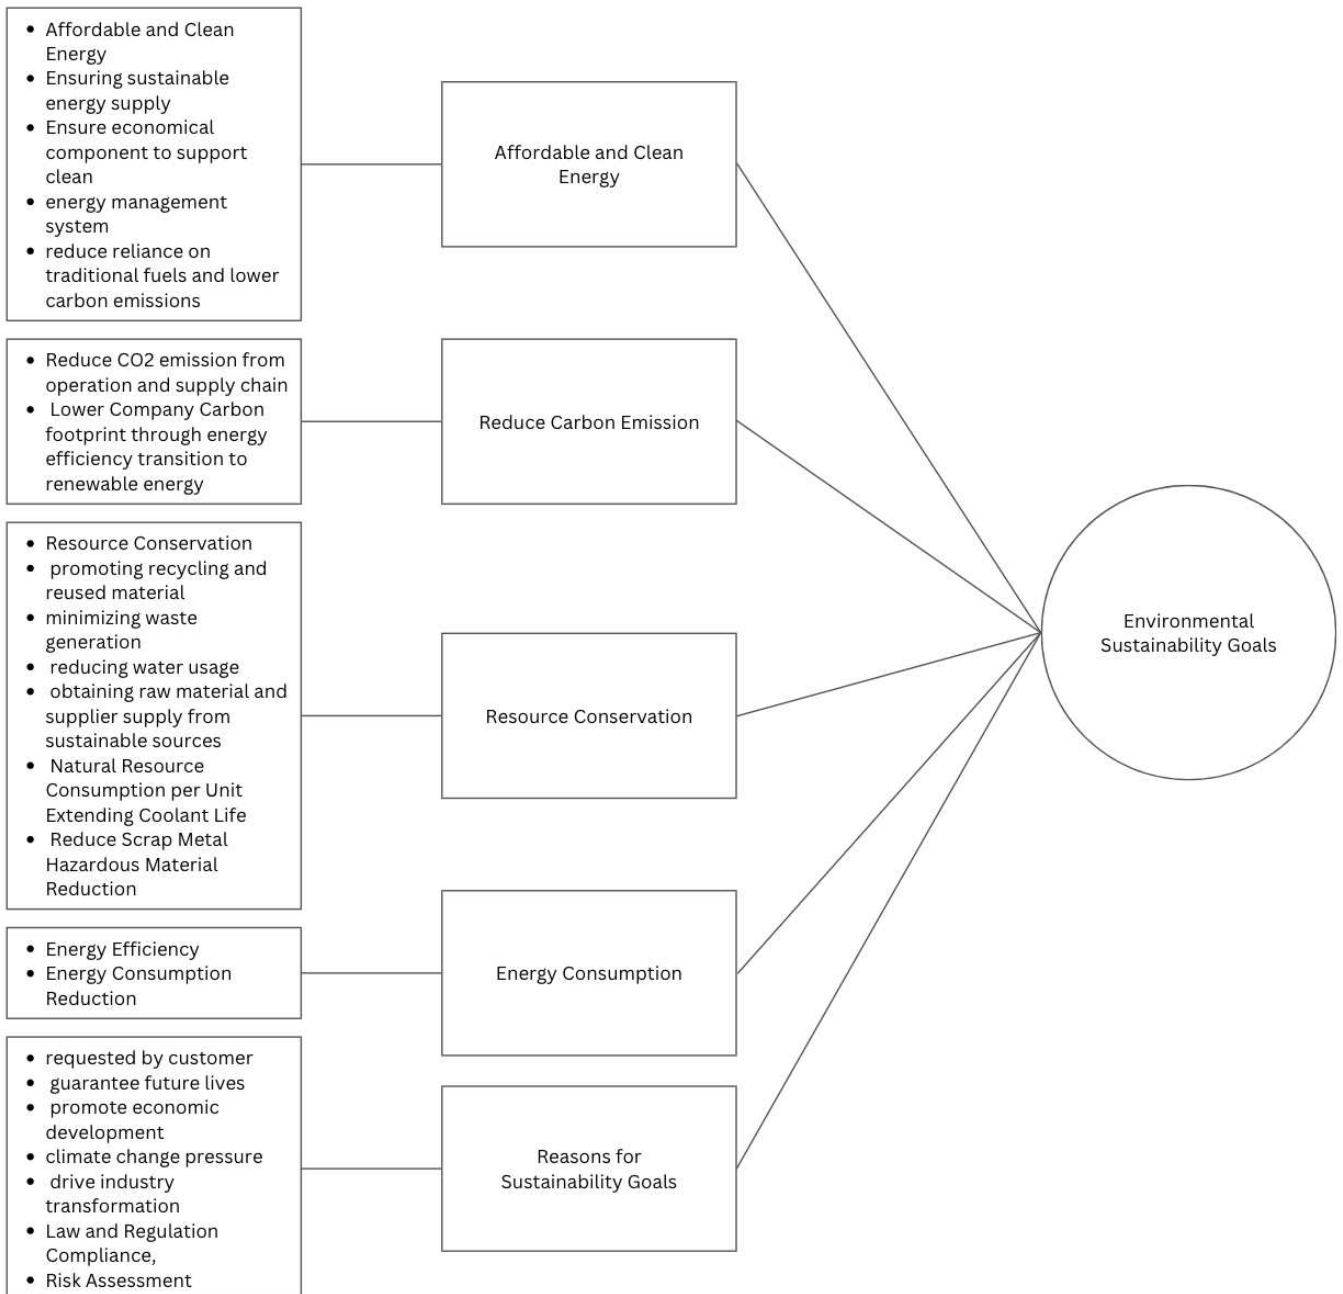 • Affordable and Clean
Energy
• Ensuring sustainable
energy supply
• Ensure economical
component to support
clean
• energy management
system
• reduce reliance on
traditional fuels and lower
carbon emissions
Affordable and Clean
Energy
• Reduce CO2 emission from
operation and supply chain
• Lower Company Carbon
footprint through energy
efficiency transition to
renewable energy
Reduce Carbon Emission
• Resource Conservation
• promoting recycling and
reused material
• minimizing waste
generation
• reducing water usage
• obtaining raw material and
supplier supply from
sustainable sources
• Natural Resource
Consumption per Unit
Extending Coolant Life
• Reduce Scrap Metal
Hazardous Material
Reduction
Resource Conservation
• Energy Efficiency
• Energy Consumption
Reduction
Energy Consumption
• requested by customer
• guarantee future lives
• promote economic
development
• climate change pressure
• drive industry
transformation
• Law and Regulation
Compliance,
• Risk Assessment
Reasons for
Sustainability Goals
Environmental
Sustainability Goals